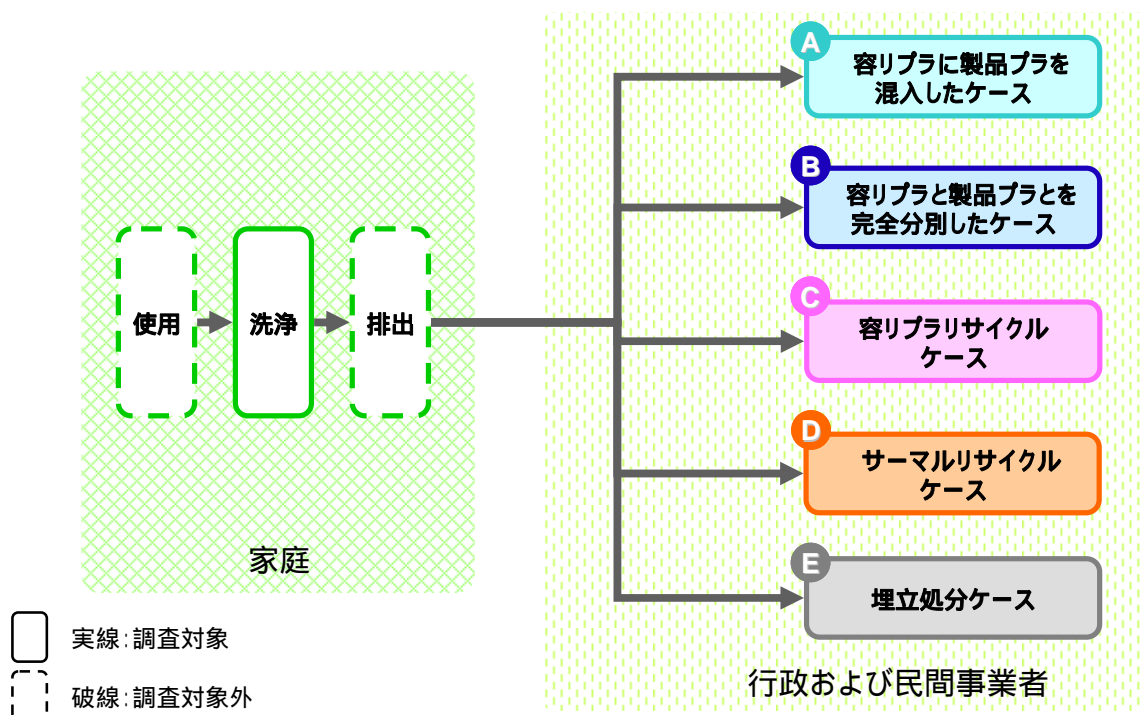 A
容リプラに製品プラを
混入したケース
B
容リプラと製品プラとを
完全分別したケース
C
容リプラリサイクル
ケース
D
サーマルリサイクル
ケース
E
埋立処分ケース
使用
洗浄
排出
家庭
行政および民間事業者
実線:調査対象
破線:調査対象外